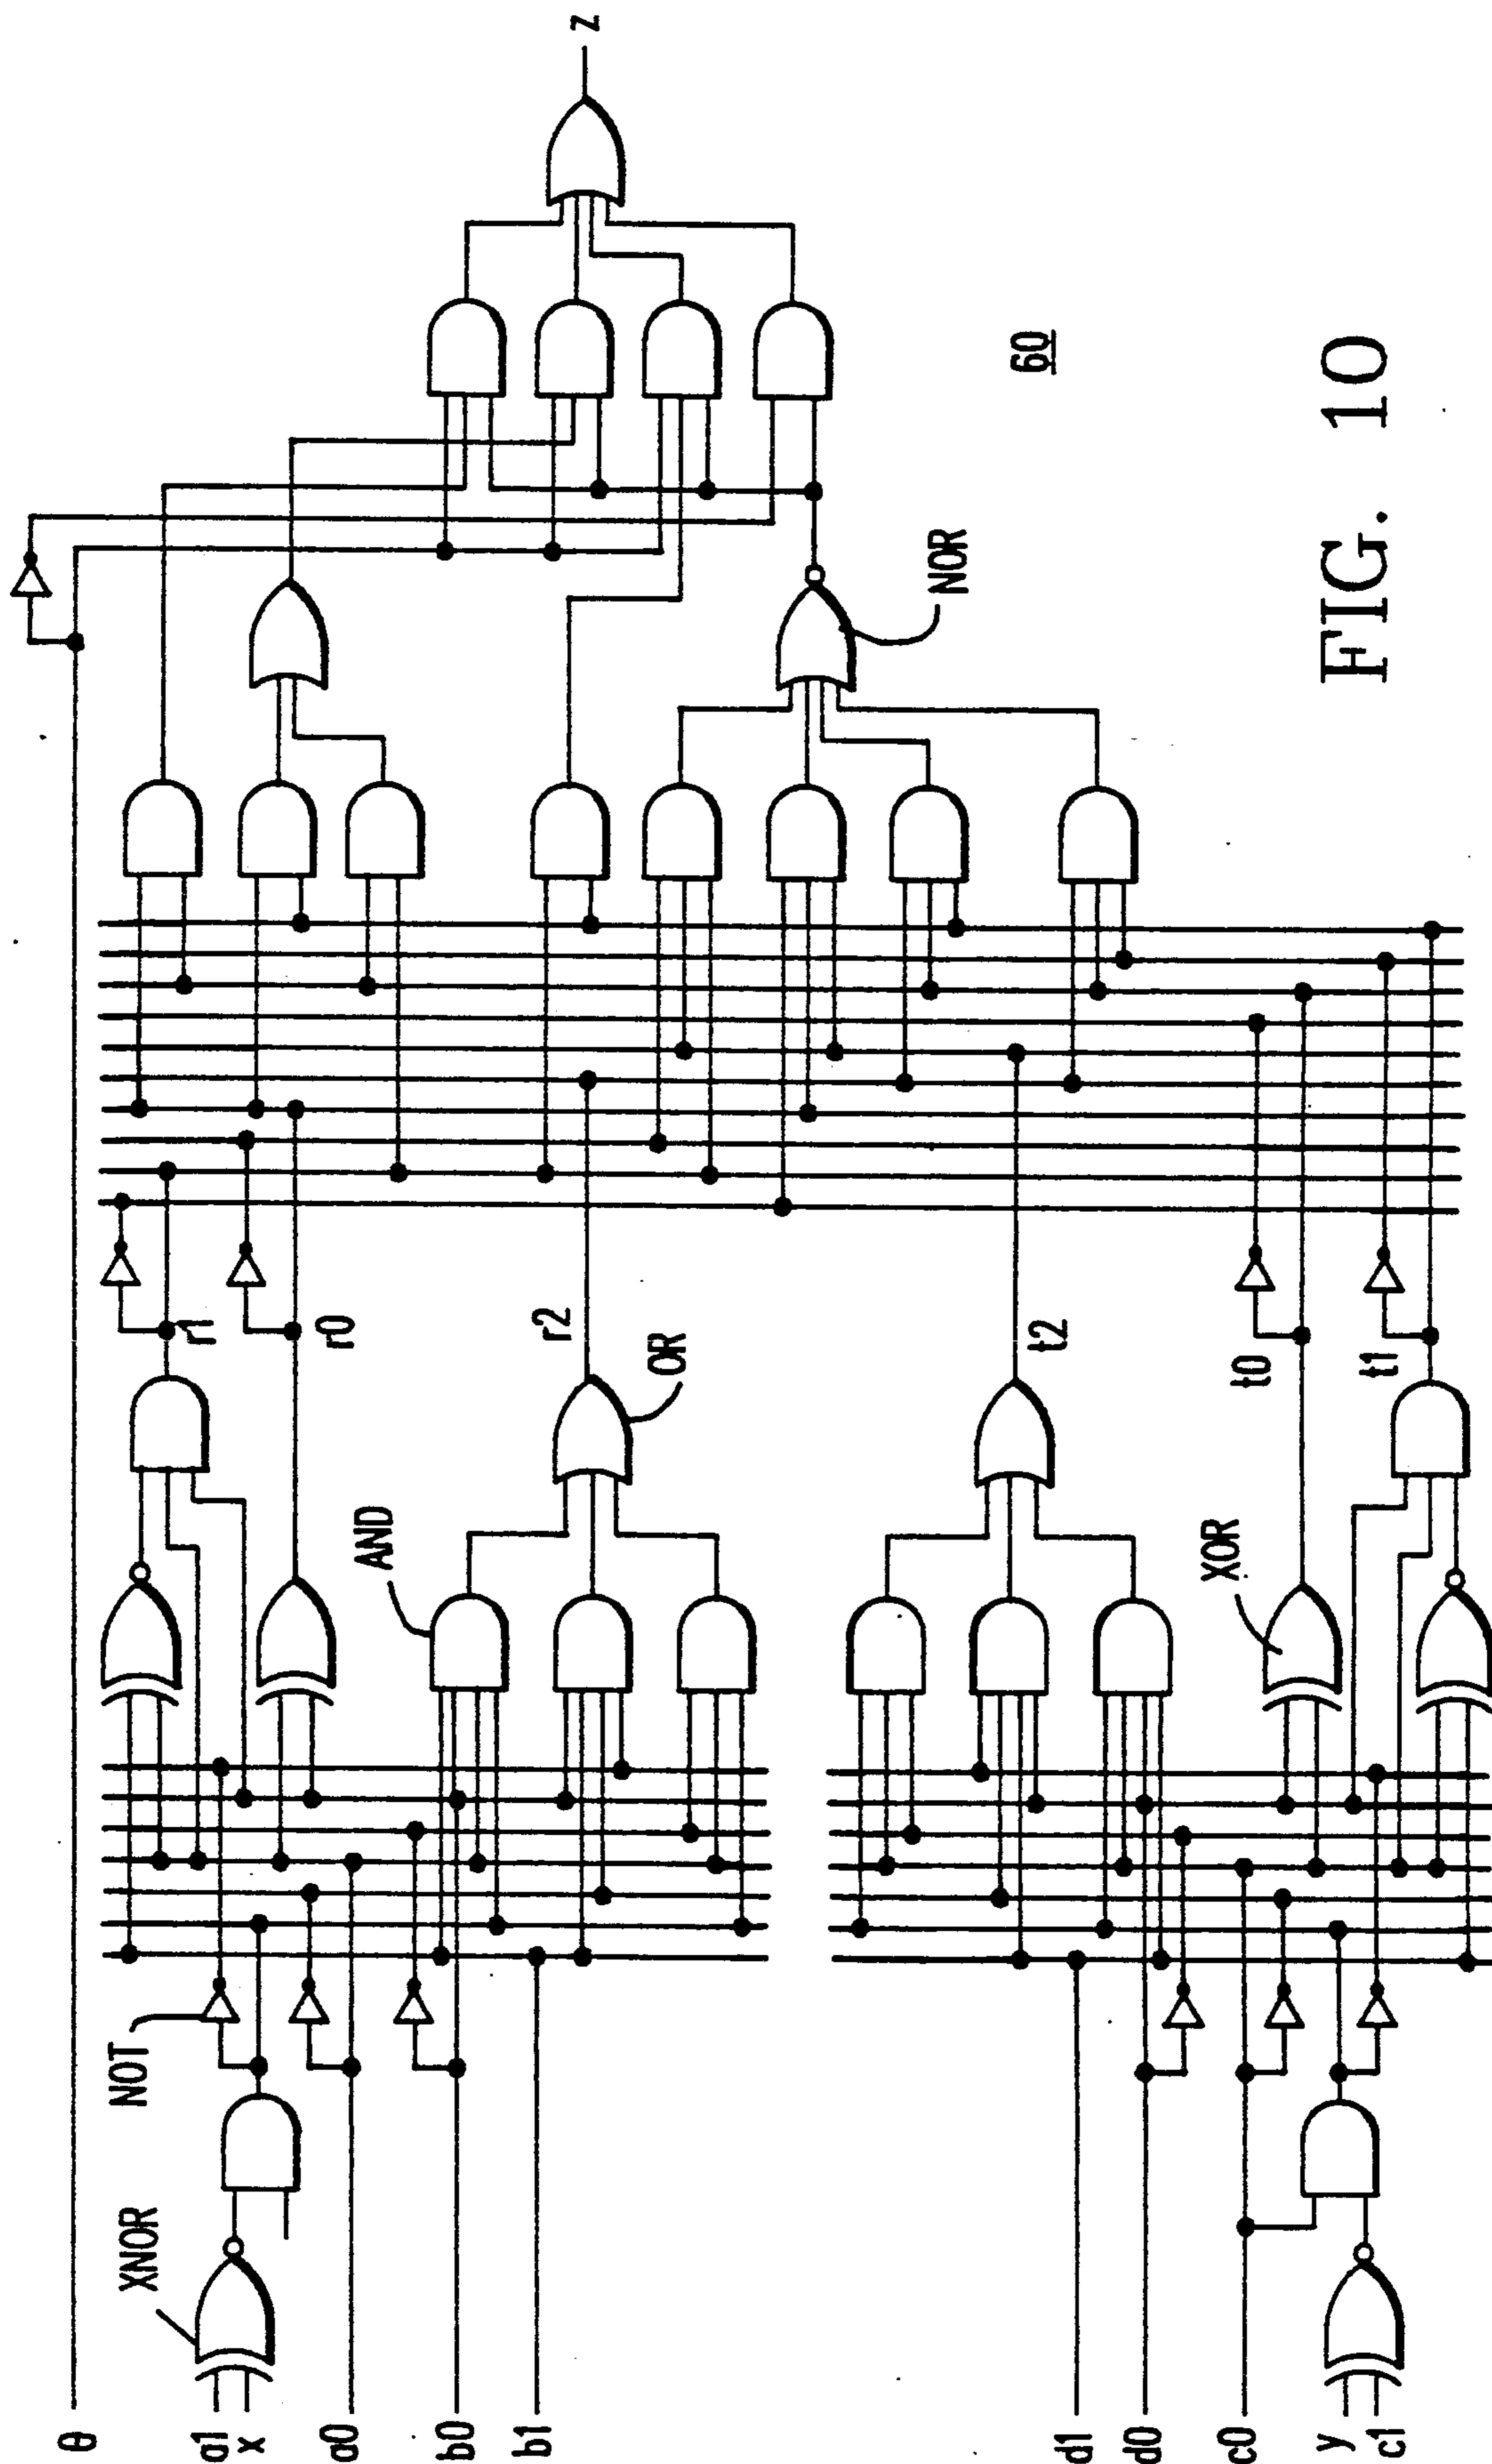 θ
a1
x
a0
b0
b1
d1
d0
c0
y
c1
XNOR
NOT
AND
OR
XOR
NOR
r1
r0
r2
t2
t0
t1
z
60
FIG. 10